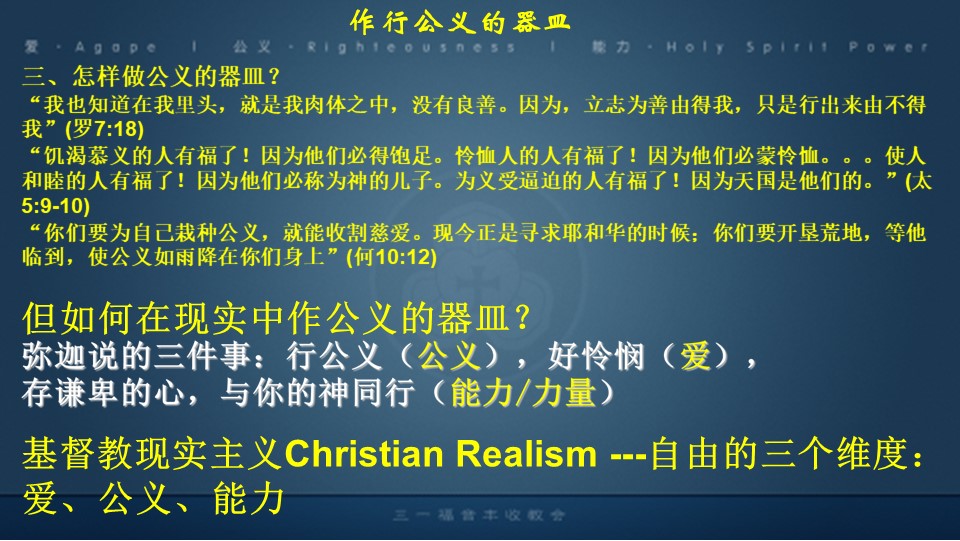 作行公义的器皿
爱 · Agape | 公义 · Righteousness | 能力 · Holy Spirit Power
三、怎样做公义的器皿？
“我也知道在我里头，就是我肉体之中，没有良善。因为，立志为善由得我，只是行出来由不得
我”(罗7:18)
“饥渴慕义的人有福了！因为他们必得饱足。怜恤人的人有福了！因为他们必蒙怜恤。。。使人
和睦的人有福了！因为他们必称为神的儿子。为义受逼迫的人有福了！因为天国是他们的。”(太
5:9-10)
“你们要为自己栽种公义，就能收割慈爱。现今正是寻求耶和华的时候；你们要开垦荒地，等他
临到，使公义如雨降在你们身上”(何10:12)
但如何在现实中作公义的器皿？
弥迦说的三件事：行公义（公义），好怜悯（爱），
存谦卑的心，与你的神同行（能力/力量）
基督教现实主义Christian Realism ---自由的三个维度：
爱、公义、能力
三一福音丰收教会